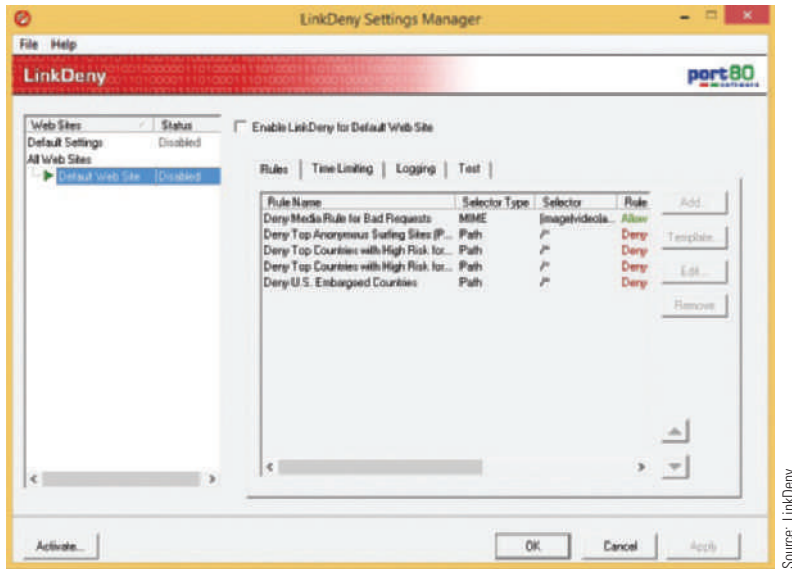 LinkDeny Settings Manager
File Help
LinkDeny
port80
software
Web Sites Status
Default Settings Disabled
All Web Sites
Default Web Site Disabled
Enable LinkDeny for Default Web Site
Rules Time Limiting Logging Test
Rule Name Selector Type Selector Rule
Deny Media Rule for Bad Requests MIME Allow
Deny Top Anonymous Surfing Sites (P... Path /* Deny
Deny Top Countries with High Risk for... Path /* Deny
Deny Top Countries with High Risk for... Path /* Deny
Deny U.S. Embargoed Countries Path /* Deny
Add...
Template...
Edit...
Remove
Activate...
OK Cancel Apply
Source: LinkDeny